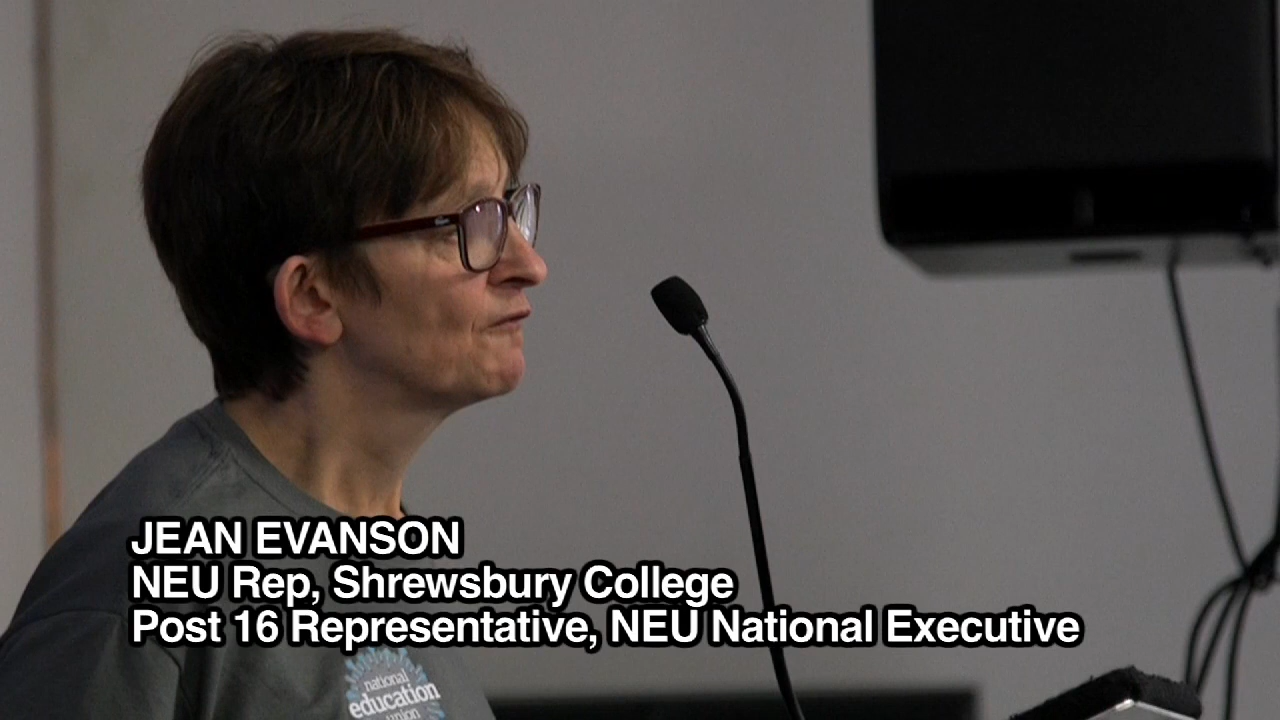 JEAN EVANSON
NEU Rep, Shrewsbury College
Post 16 Representative, NEU National Executive
national
education
union